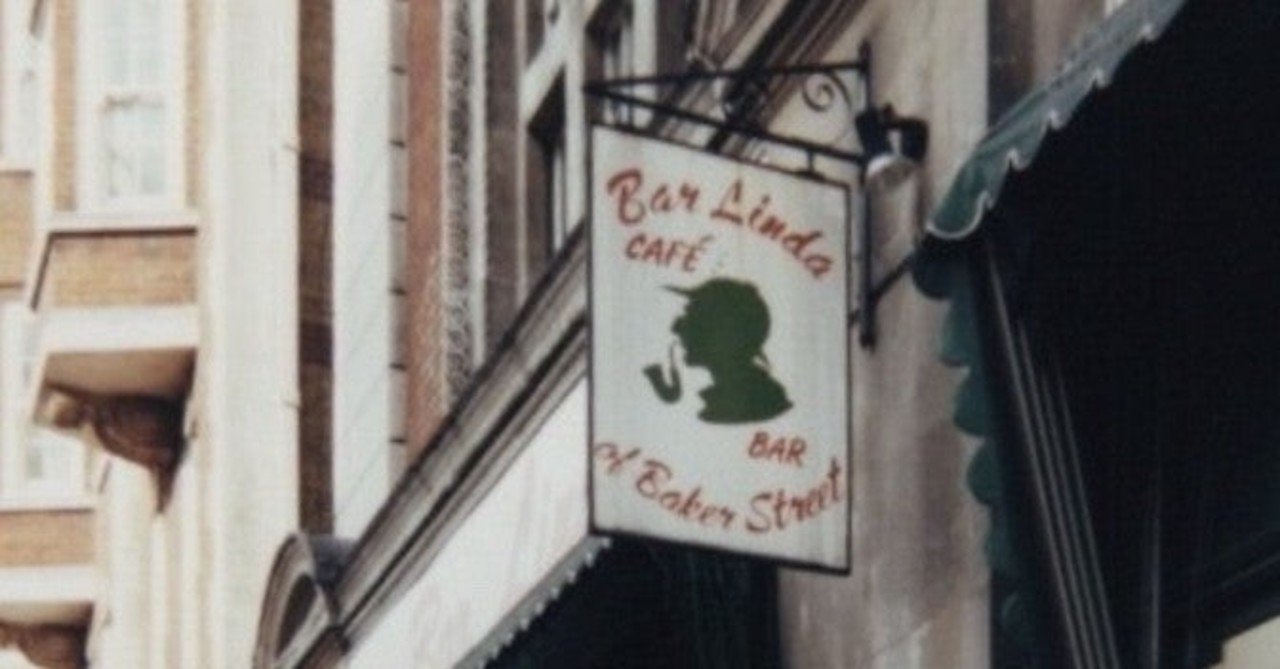 Bar Linda
CAFÉ
BAR
of Baker Street